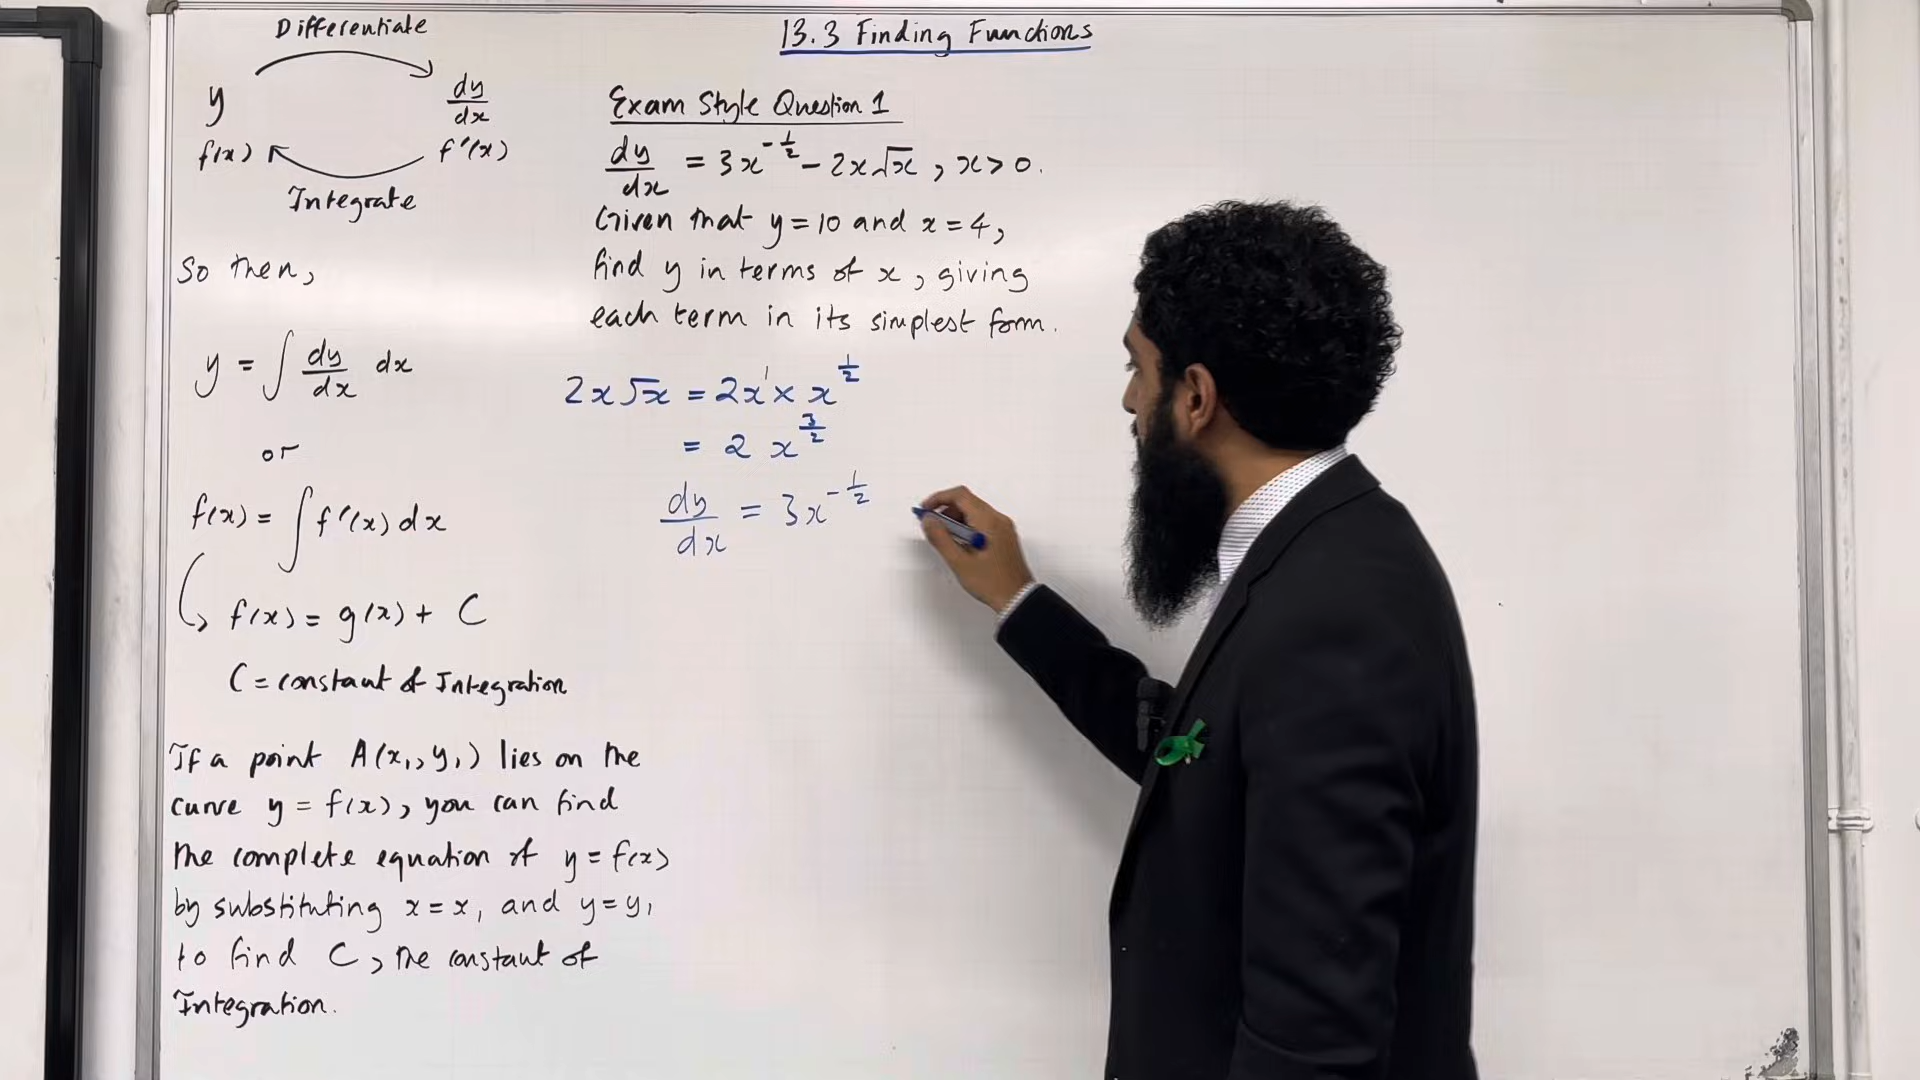 13.3 Finding Functions
Differentiate
y dy/dx
f(x) f'(x)
Integrate
So then,
y = ∫ dy/dx dx
or
f(x) = ∫ f'(x) dx
f(x) = g(x) + C
C = constant of Integration
If a point A(x₁, y₁) lies on the
curve y = f(x), you can find
the complete equation of y = f(x)
by substituting x = x₁ and y = y₁
to find C, the constant of
Integration.
Exam Style Question 1
dy/dx = 3x^(-1/2) - 2x√x, x > 0.
Given that y = 10 and x = 4,
find y in terms of x, giving
each term in its simplest form.
2x√x = 2x¹ × x^(1/2)
= 2 x^(3/2)
dy/dx = 3x^(-1/2)